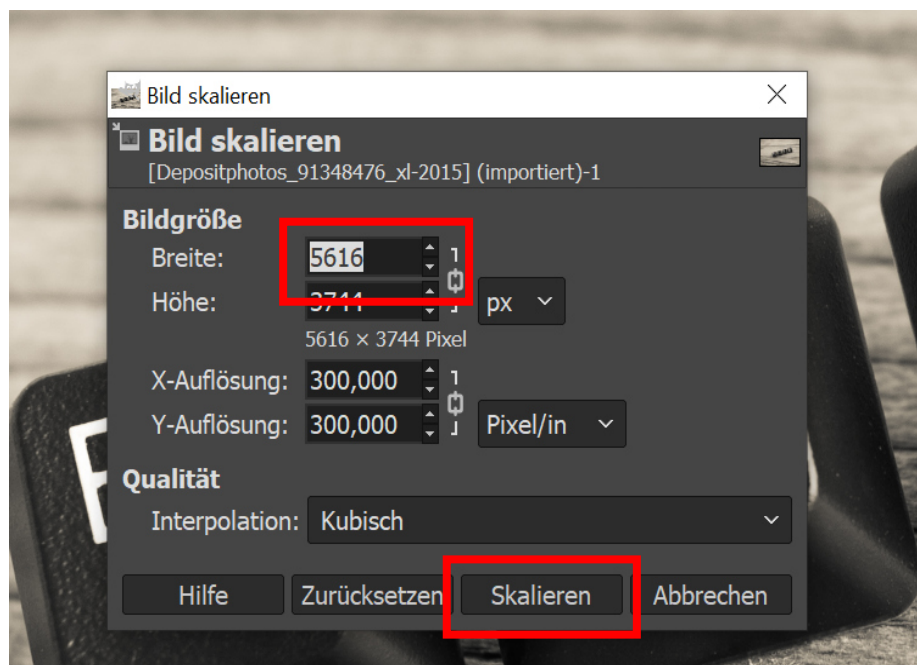 Bild skalieren
Bild skalieren
[Depositphotos_91348476_xl-2015] (importiert)-1
Bildgröße
Breite: 5616
Höhe: 3744 px
5616 × 3744 Pixel
X-Auflösung: 300,000
Y-Auflösung: 300,000 Pixel/in
Qualität
Interpolation: Kubisch
Hilfe Zurücksetzen Skalieren Abbrechen